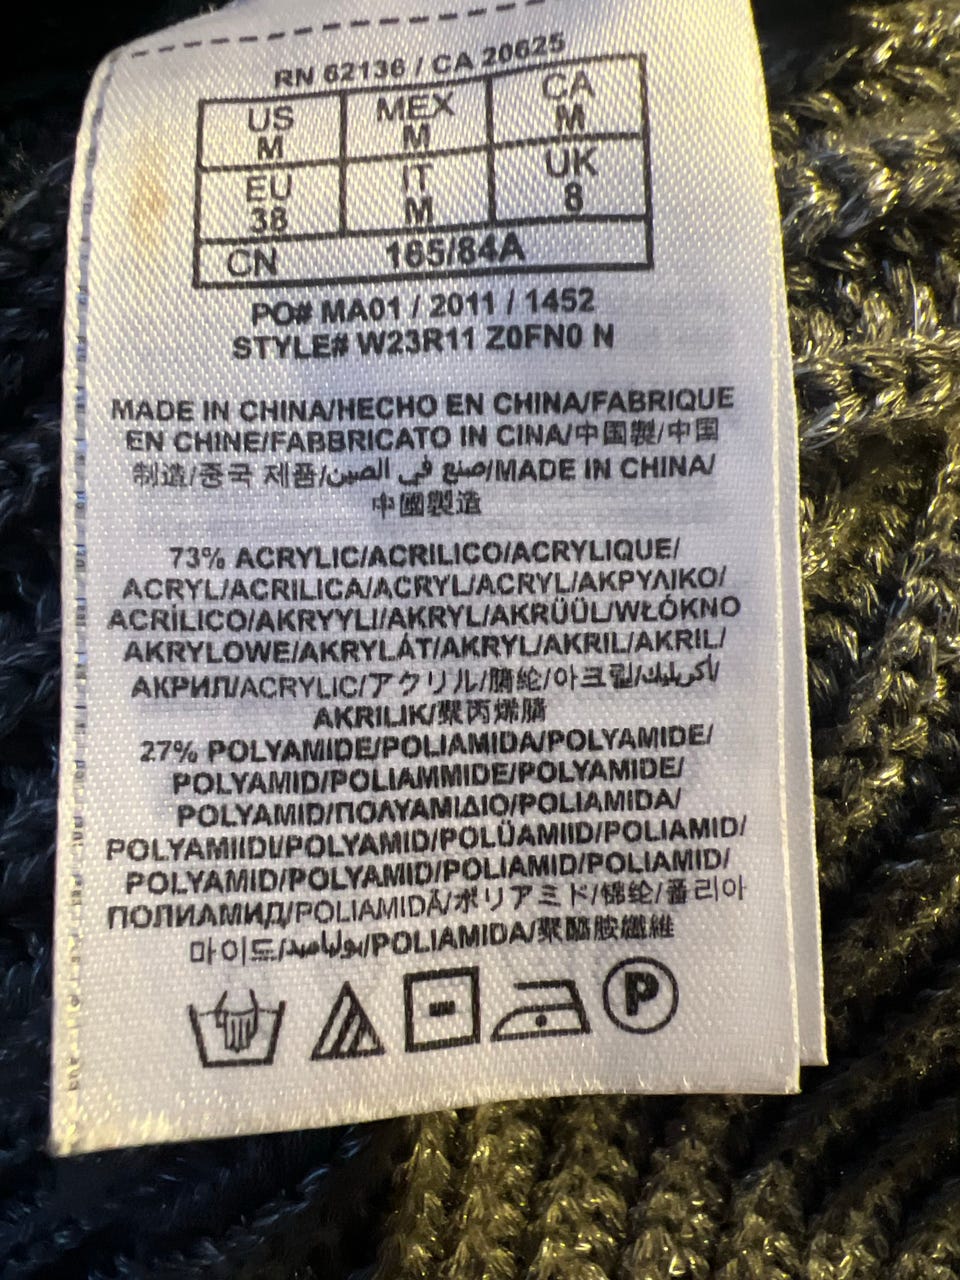 RN 62136 / CA 20625
US MEX CA
M M M
EU IT UK
38 M 8
CN 165/84A
PO# MA01 / 2011 / 1452
STYLE# W23R11 Z0FN0 N
MADE IN CHINA/HECHO EN CHINA/FABRIQUE
EN CHINE/FABBRICATO IN CINA/中国製/中国
制造/중국 제품/صنع في الصين/MADE IN CHINA/
中國製造
73% ACRYLIC/ACRILICO/ACRYLIQUE/
ACRYL/ACRILICA/ACRYL/ACRYL/ΑΚΡΥΛΙΚΟ/
ACRÍLICO/AKRYYLI/AKRYL/AKRÜÜL/WŁÓKNO
AKRYLOWE/AKRYLÁT/AKRYL/AKRIL/AKRIL/
АКРИЛ/ACRYLIC/アクリル/腈纶/아크릴/اكريليك/
AKRILIK/聚丙烯腈
27% POLYAMIDE/POLIAMIDA/POLYAMIDE/
POLYAMID/POLIAMMIDE/POLYAMIDE/
POLYAMID/ΠΟΛΥΑΜΙΔΙΟ/POLIAMIDA/
POLYAMIIDI/POLYAMID/POLÜAMIID/POLIAMID/
POLYAMID/POLYAMID/POLIAMID/POLIAMID/
ПОЛИАМИД/POLIAMIDĂ/ポリアミド/锦纶/폴리아
마이드/بولياميد/POLIAMIDA/聚醯胺纖維
P